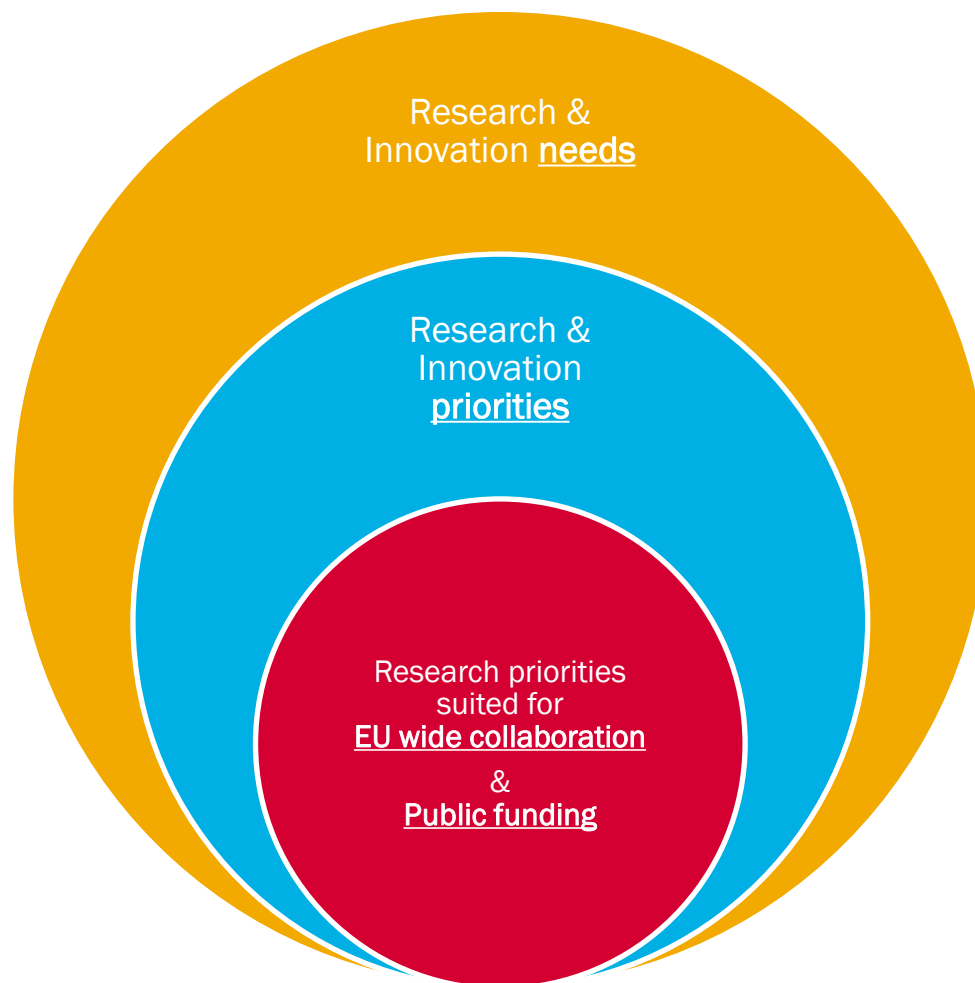 Research &
Innovation needs
Research &
Innovation
priorities
Research priorities
suited for
EU wide collaboration
&
Public funding